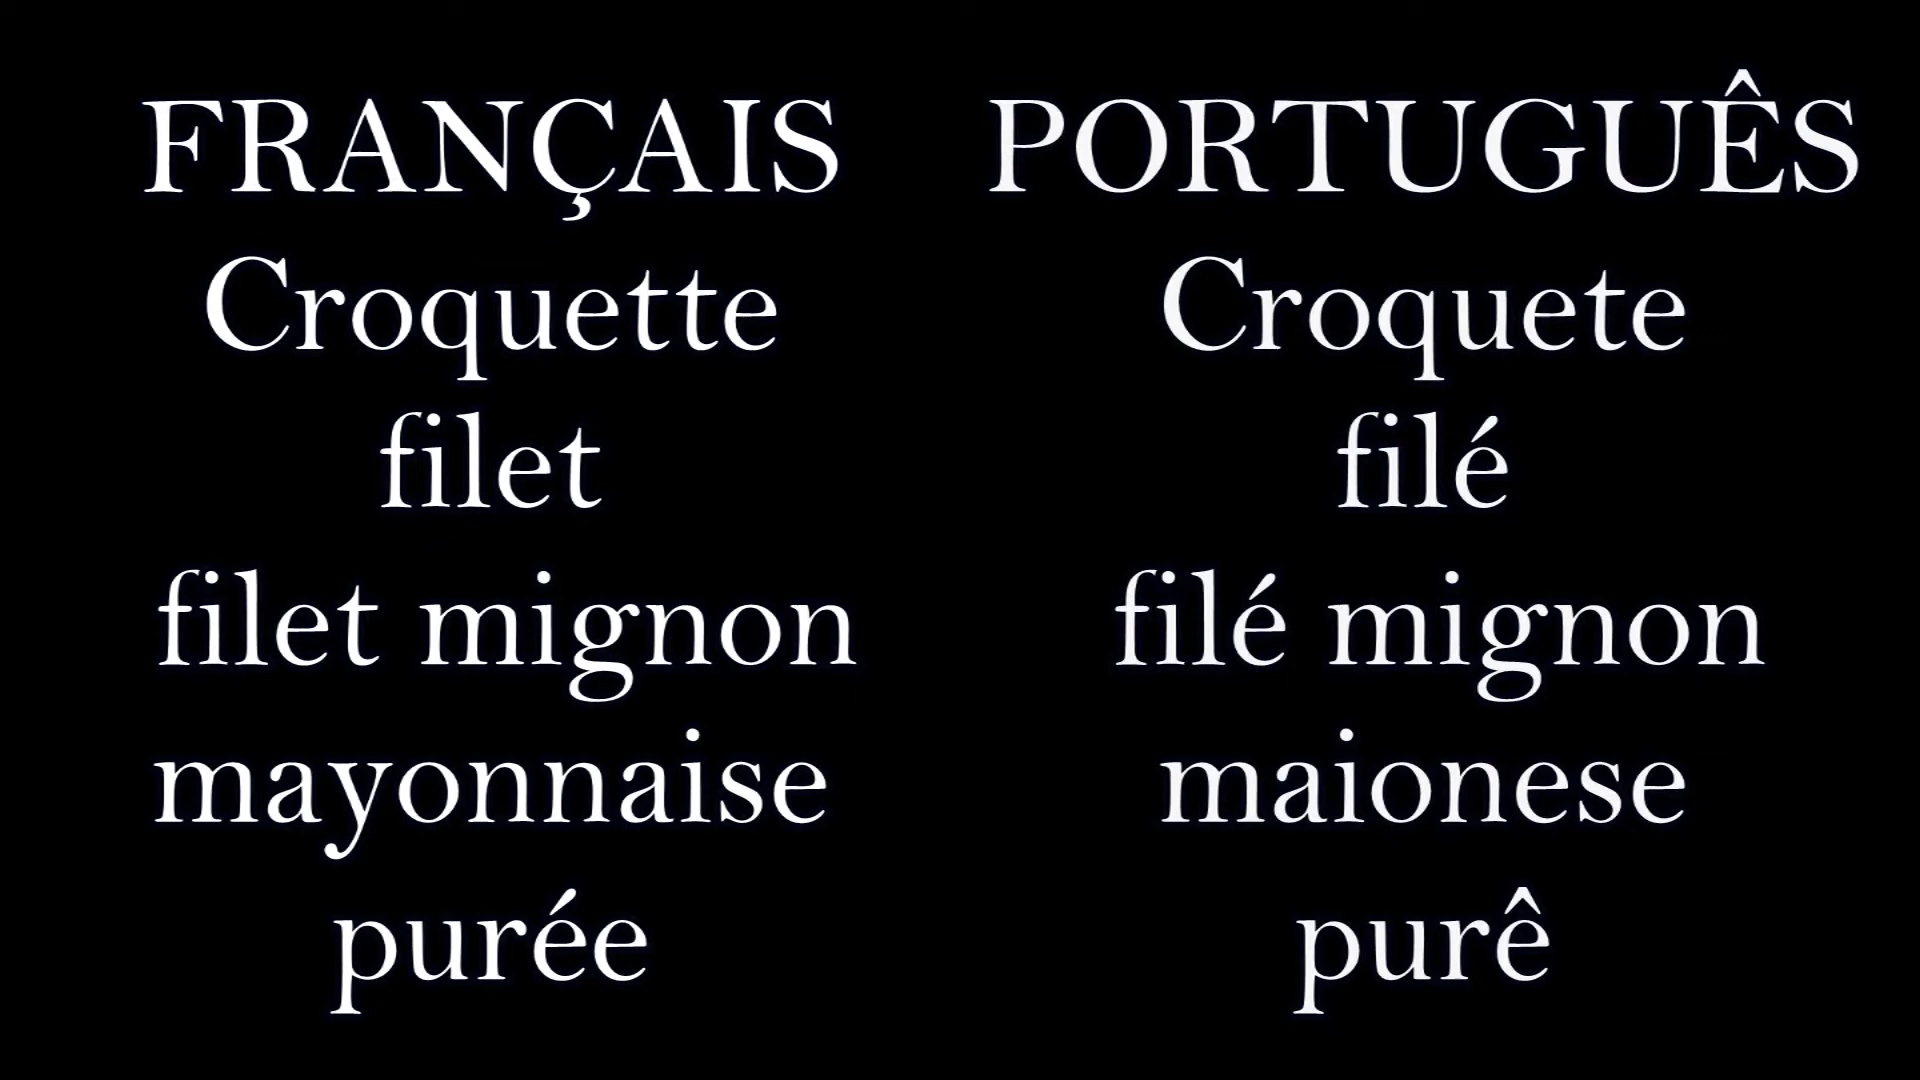 FRANÇAIS PORTUGUÊS
Croquette Croquete
filet filé
filet mignon filé mignon
mayonnaise maionese
purée purê